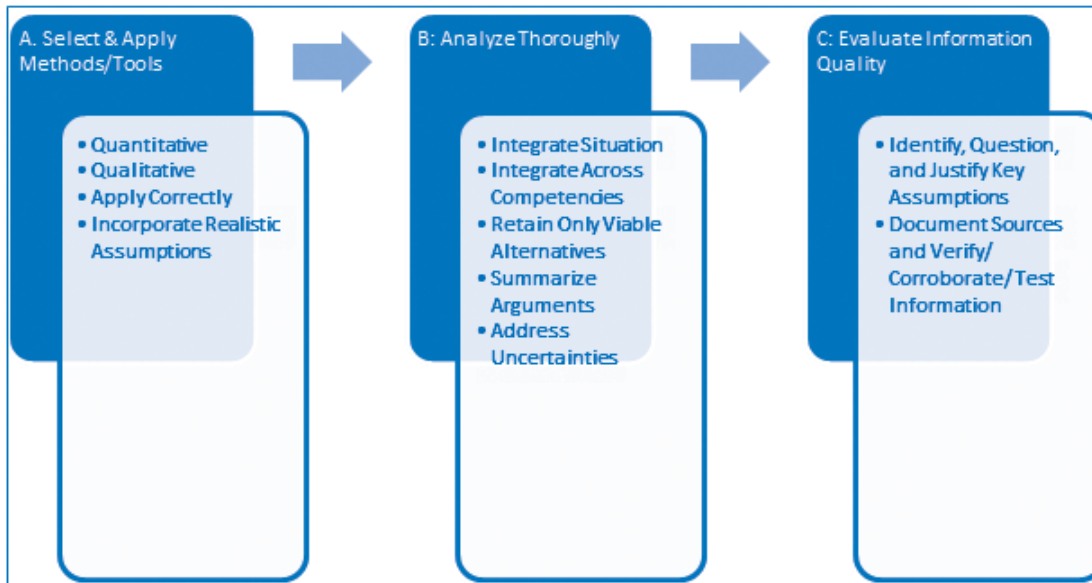 A. Select & Apply
Methods/Tools
• Quantitative
• Qualitative
• Apply Correctly
• Incorporate Realistic
Assumptions
B: Analyze Thoroughly
• Integrate Situation
• Integrate Across
Competencies
• Retain Only Viable
Alternatives
• Summarize
Arguments
• Address
Uncertainties
C: Evaluate Information
Quality
• Identify, Question,
and Justify Key
Assumptions
• Document Sources
and Verify/
Corroborate/Test
Information